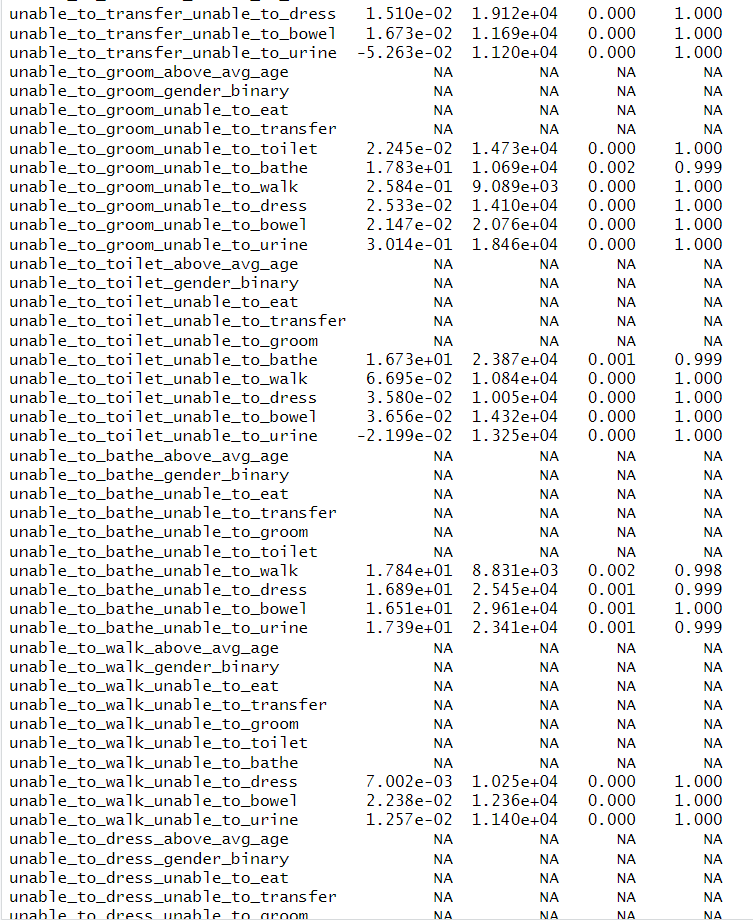 unable_to_transfer_unable_to_dress 1.510e-02 1.912e+04 0.000 1.000
unable_to_transfer_unable_to_bowel 1.673e-02 1.169e+04 0.000 1.000
unable_to_transfer_unable_to_urine -5.263e-02 1.120e+04 0.000 1.000
unable_to_groom_above_avg_age NA NA NA NA
unable_to_groom_gender_binary NA NA NA NA
unable_to_groom_unable_to_eat NA NA NA NA
unable_to_groom_unable_to_transfer NA NA NA NA
unable_to_groom_unable_to_toilet 2.245e-02 1.473e+04 0.000 1.000
unable_to_groom_unable_to_bathe 1.783e+01 1.069e+04 0.002 0.999
unable_to_groom_unable_to_walk 2.584e-01 9.089e+03 0.000 1.000
unable_to_groom_unable_to_dress 2.533e-02 1.410e+04 0.000 1.000
unable_to_groom_unable_to_bowel 2.147e-02 2.076e+04 0.000 1.000
unable_to_groom_unable_to_urine 3.014e-01 1.846e+04 0.000 1.000
unable_to_toilet_above_avg_age NA NA NA NA
unable_to_toilet_gender_binary NA NA NA NA
unable_to_toilet_unable_to_eat NA NA NA NA
unable_to_toilet_unable_to_transfer NA NA NA NA
unable_to_toilet_unable_to_groom NA NA NA NA
unable_to_toilet_unable_to_bathe 1.673e+01 2.387e+04 0.001 0.999
unable_to_toilet_unable_to_walk 6.695e-02 1.084e+04 0.000 1.000
unable_to_toilet_unable_to_dress 3.580e-02 1.005e+04 0.000 1.000
unable_to_toilet_unable_to_bowel 3.656e-02 1.432e+04 0.000 1.000
unable_to_toilet_unable_to_urine -2.199e-02 1.325e+04 0.000 1.000
unable_to_bathe_above_avg_age NA NA NA NA
unable_to_bathe_gender_binary NA NA NA NA
unable_to_bathe_unable_to_eat NA NA NA NA
unable_to_bathe_unable_to_transfer NA NA NA NA
unable_to_bathe_unable_to_groom NA NA NA NA
unable_to_bathe_unable_to_toilet NA NA NA NA
unable_to_bathe_unable_to_walk 1.784e+01 8.831e+03 0.002 0.998
unable_to_bathe_unable_to_dress 1.689e+01 2.545e+04 0.001 0.999
unable_to_bathe_unable_to_bowel 1.651e+01 2.961e+04 0.001 1.000
unable_to_bathe_unable_to_urine 1.739e+01 2.341e+04 0.001 0.999
unable_to_walk_above_avg_age NA NA NA NA
unable_to_walk_gender_binary NA NA NA NA
unable_to_walk_unable_to_eat NA NA NA NA
unable_to_walk_unable_to_transfer NA NA NA NA
unable_to_walk_unable_to_groom NA NA NA NA
unable_to_walk_unable_to_toilet NA NA NA NA
unable_to_walk_unable_to_bathe NA NA NA NA
unable_to_walk_unable_to_dress 7.002e-03 1.025e+04 0.000 1.000
unable_to_walk_unable_to_bowel 2.238e-02 1.236e+04 0.000 1.000
unable_to_walk_unable_to_urine 1.257e-02 1.140e+04 0.000 1.000
unable_to_dress_above_avg_age NA NA NA NA
unable_to_dress_gender_binary NA NA NA NA
unable_to_dress_unable_to_eat NA NA NA NA
unable_to_dress_unable_to_transfer NA NA NA NA
unable_to_dress_unable_to_groom NA NA NA NA